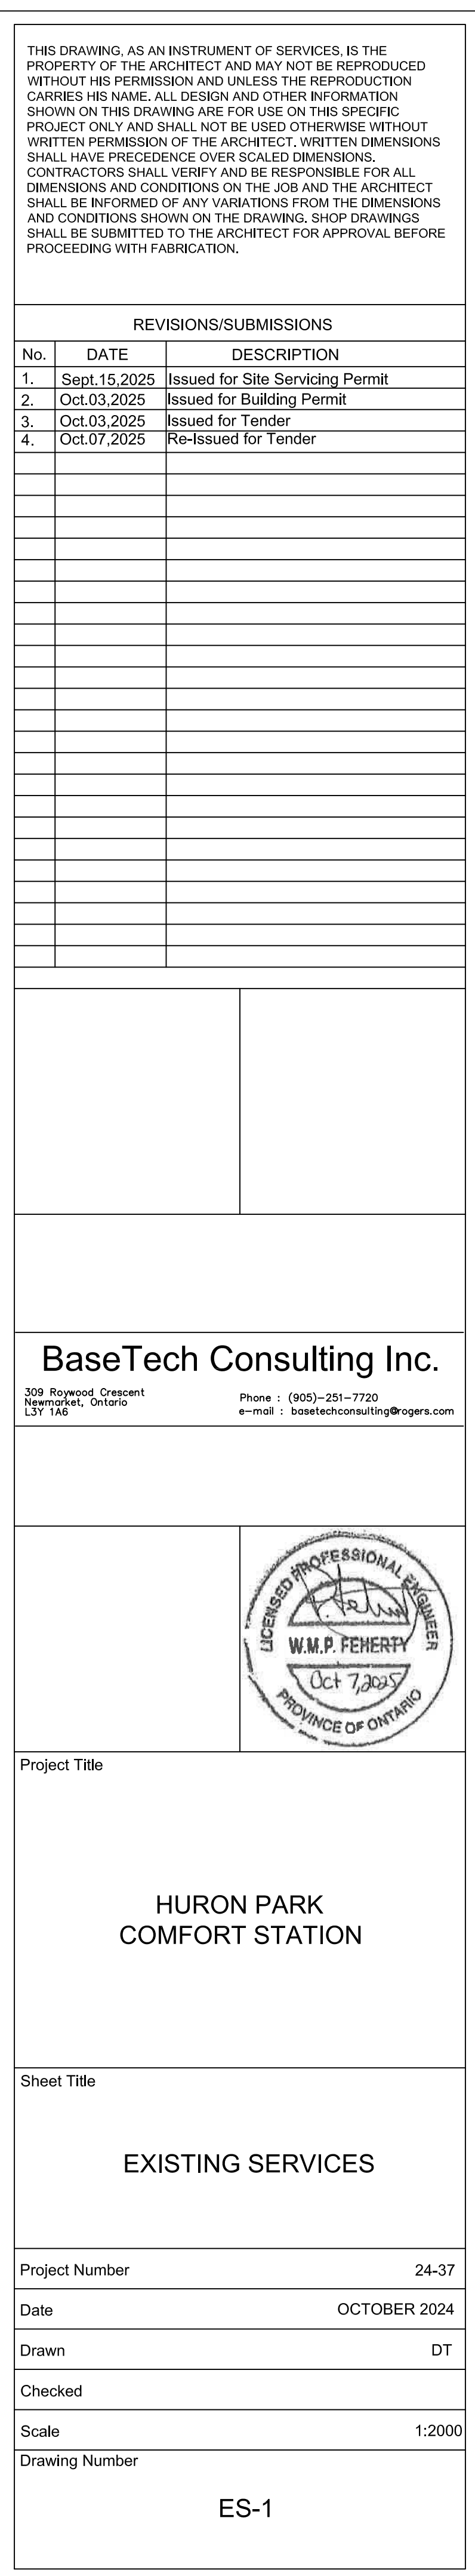 THIS DRAWING, AS AN INSTRUMENT OF SERVICES, IS THE
PROPERTY OF THE ARCHITECT AND MAY NOT BE REPRODUCED
WITHOUT HIS PERMISSION AND UNLESS THE REPRODUCTION
CARRIES HIS NAME. ALL DESIGN AND OTHER INFORMATION
SHOWN ON THIS DRAWING ARE FOR USE ON THIS SPECIFIC
PROJECT ONLY AND SHALL NOT BE USED OTHERWISE WITHOUT
WRITTEN PERMISSION OF THE ARCHITECT. WRITTEN DIMENSIONS
SHALL HAVE PRECEDENCE OVER SCALED DIMENSIONS.
CONTRACTORS SHALL VERIFY AND BE RESPONSIBLE FOR ALL
DIMENSIONS AND CONDITIONS ON THE JOB AND THE ARCHITECT
SHALL BE INFORMED OF ANY VARIATIONS FROM THE DIMENSIONS
AND CONDITIONS SHOWN ON THE DRAWING. SHOP DRAWINGS
SHALL BE SUBMITTED TO THE ARCHITECT FOR APPROVAL BEFORE
PROCEEDING WITH FABRICATION.
REVISIONS/SUBMISSIONS
No. DATE DESCRIPTION
1. Sept.15,2025 Issued for Site Servicing Permit
2. Oct.03,2025 Issued for Building Permit
3. Oct.03,2025 Issued for Tender
4. Oct.07,2025 Re-Issued for Tender
BaseTech Consulting Inc.
309 Roywood Crescent
Newmarket, Ontario
L3Y 1A6
Phone : (905)-251-7720
e-mail : basetechconsulting@rogers.com
LICENSED PROFESSIONAL ENGINEER
W.M.P. FEHERTY
Oct 7, 2025
PROVINCE OF ONTARIO
Project Title
HURON PARK
COMFORT STATION
Sheet Title
EXISTING SERVICES
Project Number 24-37
Date OCTOBER 2024
Drawn DT
Checked
Scale 1:2000
Drawing Number
ES-1